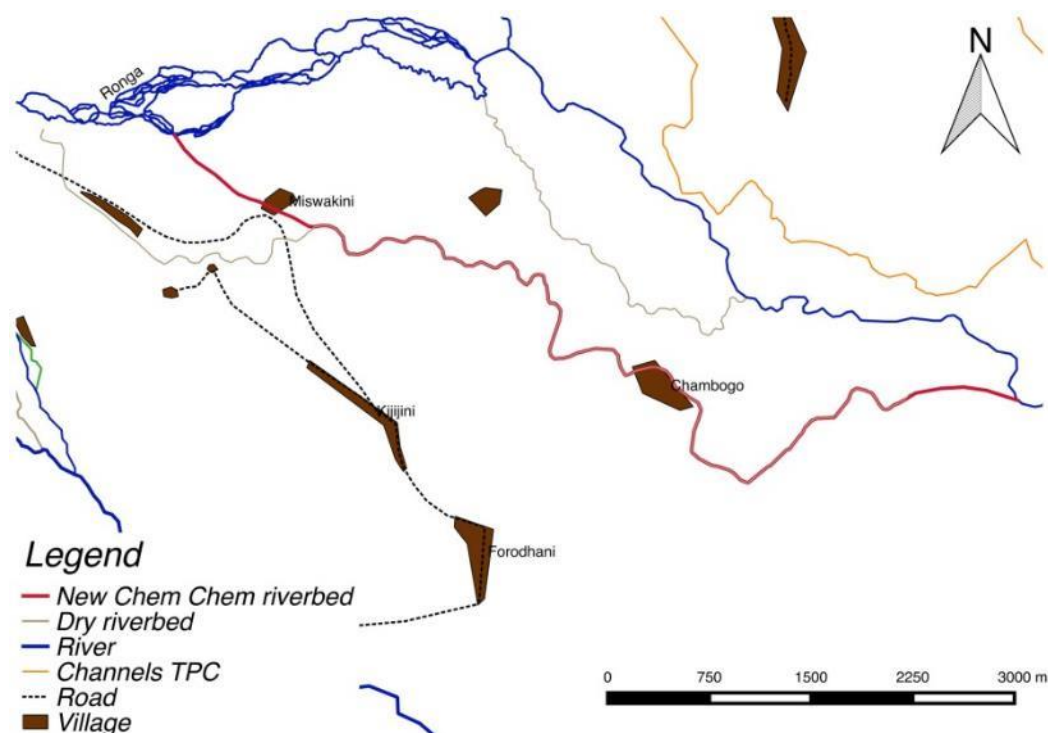 N
Ronga
Miswakini
Chambogo
Kijijini
Forodhani
Legend
New Chem Chem riverbed
Dry riverbed
River
Channels TPC
Road
Village
0 750 1500 2250 3000 m